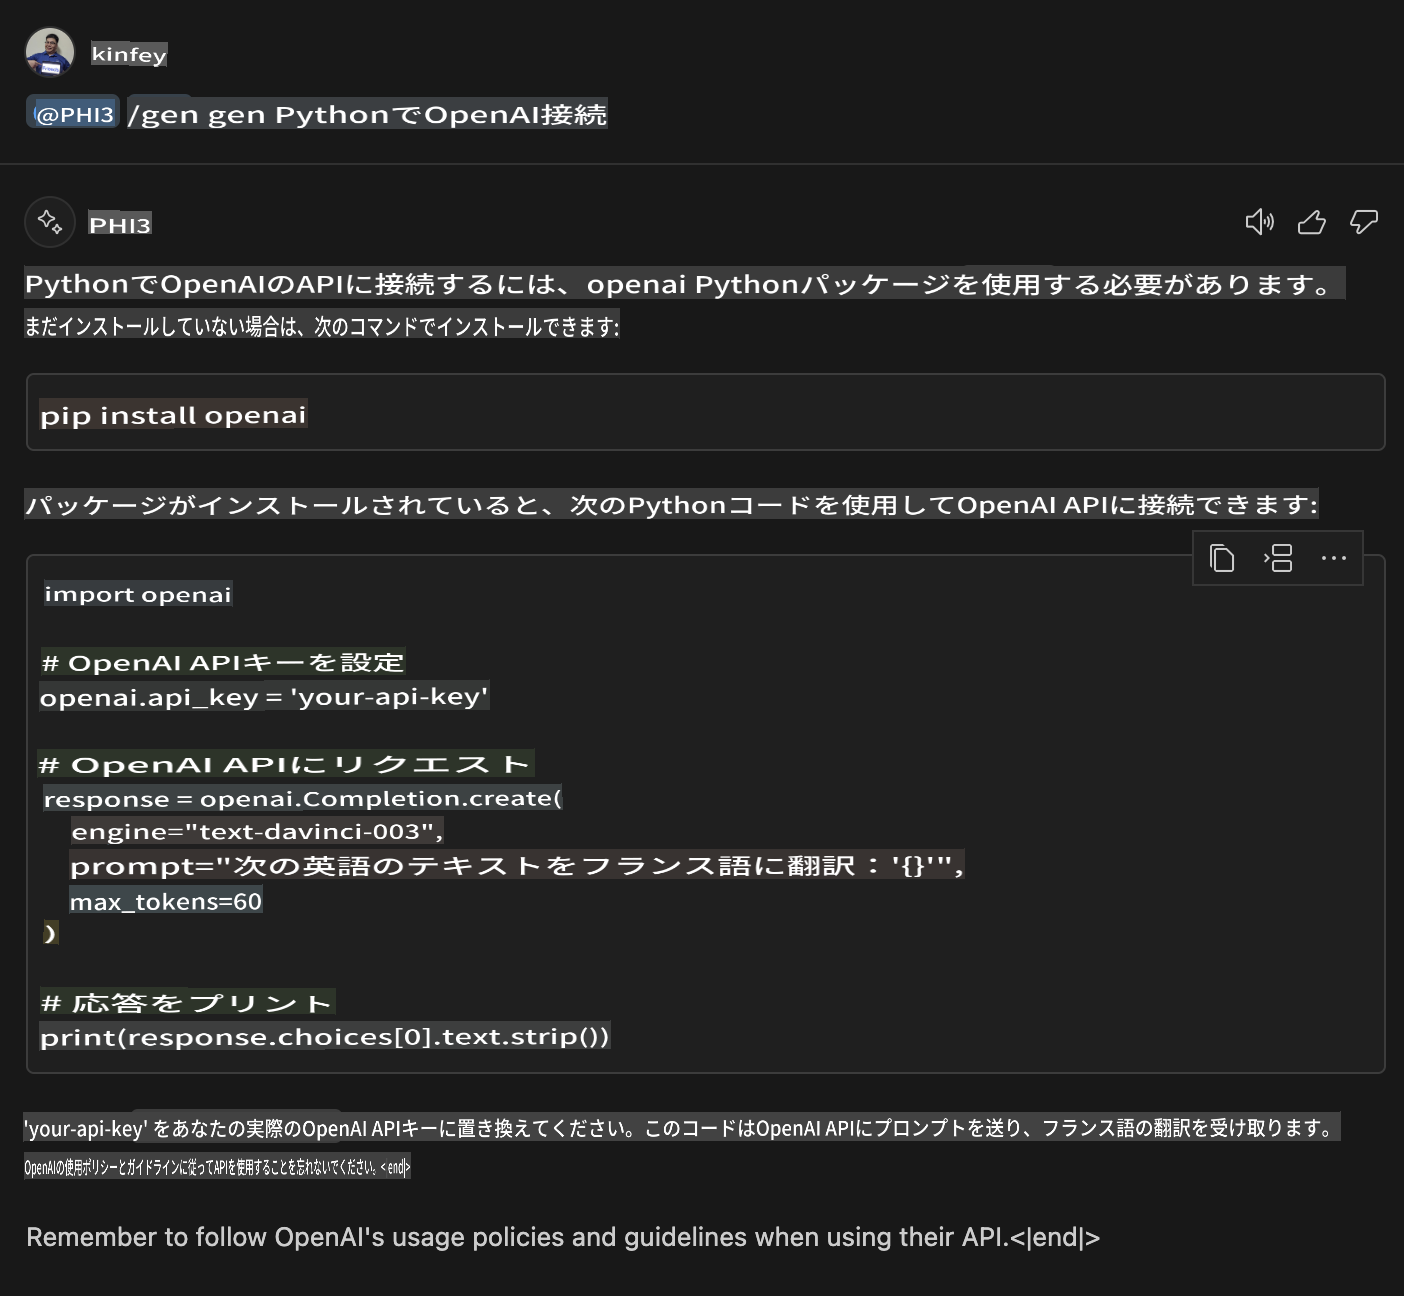 kinfey
@PHI3 /gen gen PythonでOpenAI接続
PHI3
PythonでOpenAIのAPIに接続するには、openai Pythonパッケージを使用する必要があります。
まだインストールしていない場合は、次のコマンドでインストールできます:
pip install openai
パッケージがインストールされていると、次のPythonコードを使用してOpenAI APIに接続できます:
import openai
# OpenAI APIキーを設定
openai.api_key = 'your-api-key'
# OpenAI APIにリクエスト
response = openai.Completion.create(
engine="text-davinci-003",
prompt="次の英語のテキストをフランス語に翻訳：'{}'",
max_tokens=60
)
# 応答をプリント
print(response.choices[0].text.strip())
'your-api-key' をあなたの実際のOpenAI APIキーに置き換えてください。このコードはOpenAI APIにプロンプトを送り、フランス語の翻訳を受け取ります。
OpenAIの使用ポリシーとガイドラインに従ってAPIを使用することを忘れないでください。<|end|>
Remember to follow OpenAI's usage policies and guidelines when using their API.<|end|>